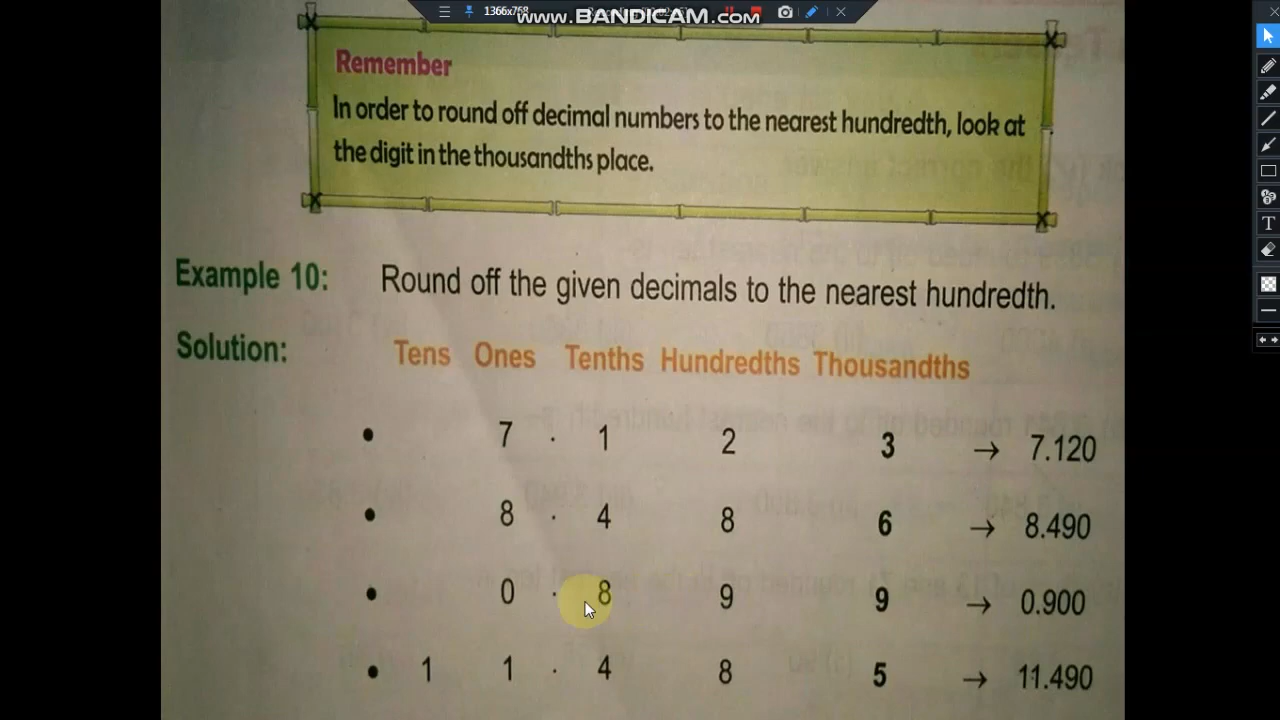 1366x768
www.BANDICAM.com
Remember
In order to round off decimal numbers to the nearest hundredth, look at
the digit in the thousandths place.
Example 10: Round off the given decimals to the nearest hundredth.
Solution: Tens Ones Tenths Hundredths Thousandths
• 7 . 1 2 3 → 7.120
• 8 . 4 8 6 → 8.490
• 0 . 8 9 9 → 0.900
• 1 1 . 4 8 5 → 11.490